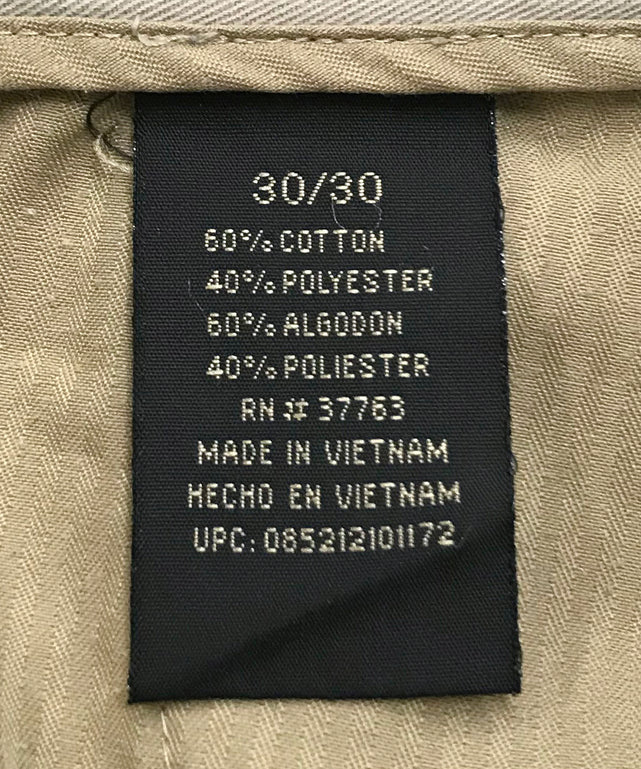 30/30
60% COTTON
40% POLYESTER
60% ALGODON
40% POLIESTER
RN # 37763
MADE IN VIETNAM
HECHO EN VIETNAM
UPC: 085212101172